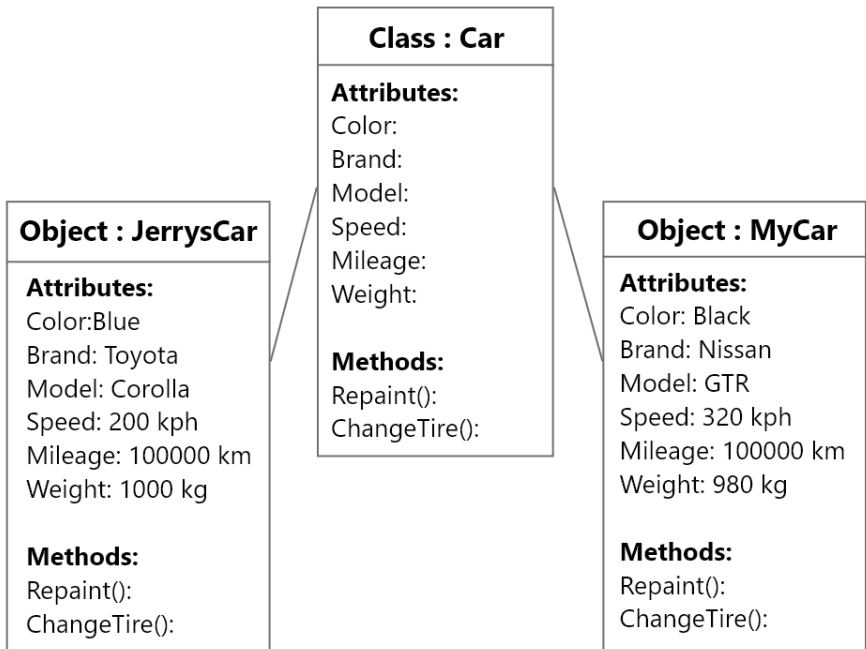 Class : Car
Attributes:
Color:
Brand:
Model:
Speed:
Mileage:
Weight:
Methods:
Repaint():
ChangeTire():
Object : JerrysCar
Attributes:
Color:Blue
Brand: Toyota
Model: Corolla
Speed: 200 kph
Mileage: 100000 km
Weight: 1000 kg
Methods:
Repaint():
ChangeTire():
Object : MyCar
Attributes:
Color: Black
Brand: Nissan
Model: GTR
Speed: 320 kph
Mileage: 100000 km
Weight: 980 kg
Methods:
Repaint():
ChangeTire():